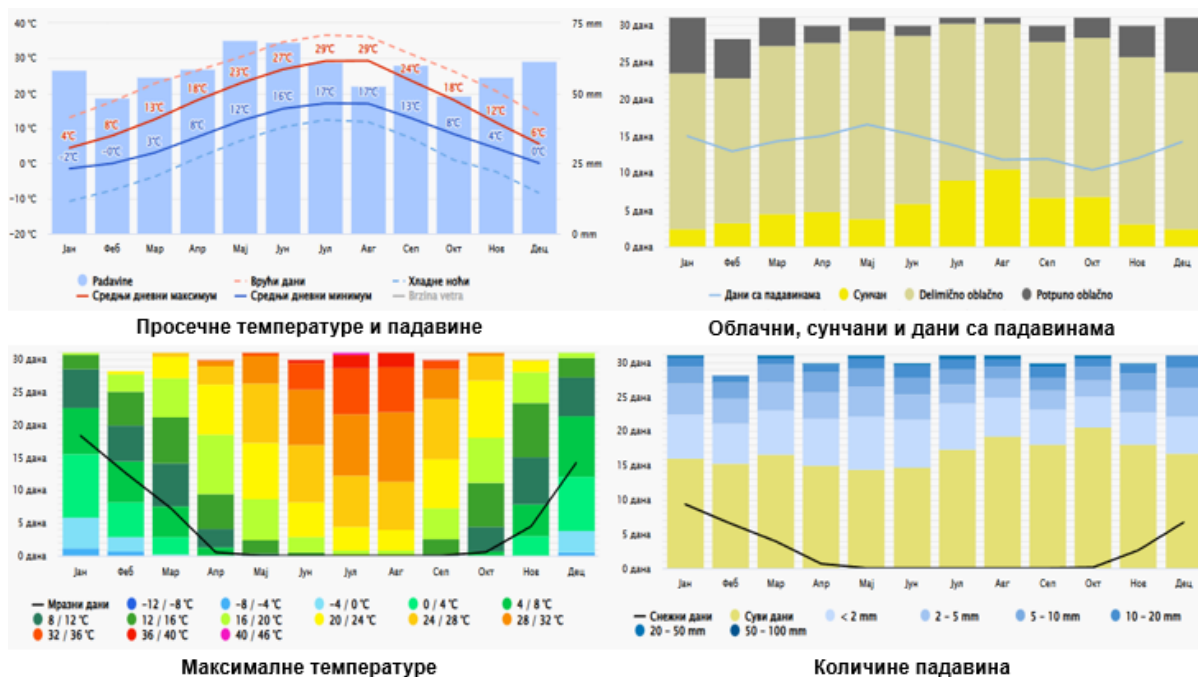 40 °C
30 °C
20 °C
10 °C
0 °C
−10 °C
−20 °C
75 mm
50 mm
25 mm
0 mm
4°C 8°C 13°C 18°C 23°C 27°C 29°C 29°C 24°C 18°C 12°C 6°C
−2°C −0°C 3°C 8°C 12°C 16°C 17°C 17°C 13°C 8°C 4°C 0°C
Јан Феб Мар Апр Мај Јун Јул Авг Сеп Окт Нов Дец
Padavine Врући дани Хладне ноћи
Средњи дневни максимум Средњи дневни минимум Brzina vetra
Просечне температуре и падавине
30 дана
25 дана
20 дана
15 дана
10 дана
5 дана
0 дана
Јан Феб Мар Апр Мај Јун Јул Авг Сеп Окт Нов Дец
Дани са падавинама Сунчан Delimično oblačno Potpuno oblačno
Облачни, сунчани и дани са падавинама
30 дана
25 дана
20 дана
15 дана
10 дана
5 дана
0 дана
Јан Феб Мар Апр Мај Јун Јул Авг Сеп Окт Нов Дец
Мразни дани −12 / −8 °C −8 / −4 °C −4 / 0 °C 0 / 4 °C 4 / 8°C
8 / 12 °C 12 / 16°C 16 / 20 °C 20 / 24 °C 24 / 28 °C 28 / 32 °C
32 / 36 °C 36 / 40 °C 40 / 46 °C
Максималне температуре
30 дана
25 дана
20 дана
15 дана
10 дана
5 дана
0 дана
Јан Феб Мар Апр Мај Јун Јул Авг Сеп Окт Нов Дец
Снежни дани Суви дани < 2 mm 2 – 5 mm 5 – 10 mm 10 – 20 mm
20 – 50 mm 50 – 100 mm
Количине падавина